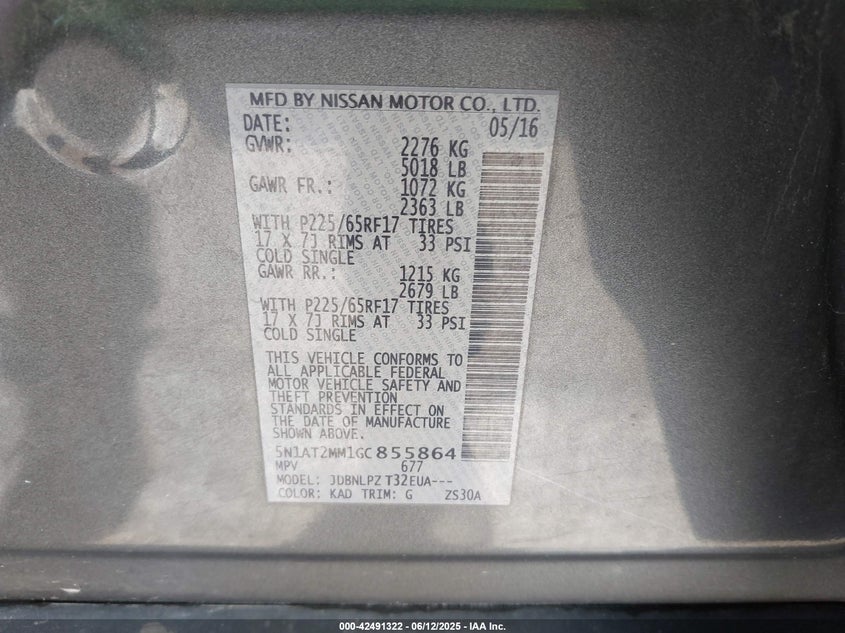 MFD BY NISSAN MOTOR CO., LTD.
DATE: 05/16
GVWR: 2276 KG
5018 LB
GAWR FR.: 1072 KG
2363 LB
WITH P225/65RF17 TIRES
17 X 7J RIMS AT 33 PSI
COLD SINGLE
GAWR RR.: 1215 KG
2679 LB
WITH P225/65RF17 TIRES
17 X 7J RIMS AT 33 PSI
COLD SINGLE
THIS VEHICLE CONFORMS TO
ALL APPLICABLE FEDERAL
MOTOR VEHICLE SAFETY AND
THEFT PREVENTION
STANDARDS IN EFFECT ON
THE DATE OF MANUFACTURE
SHOWN ABOVE.
5N1AT2MM1GC855864
MPV 677
MODEL: JDBNLPZ T32EUA---
COLOR: KAD TRIM: G ZS30A
000-42491322 - 06/12/2025 - IAA Inc.